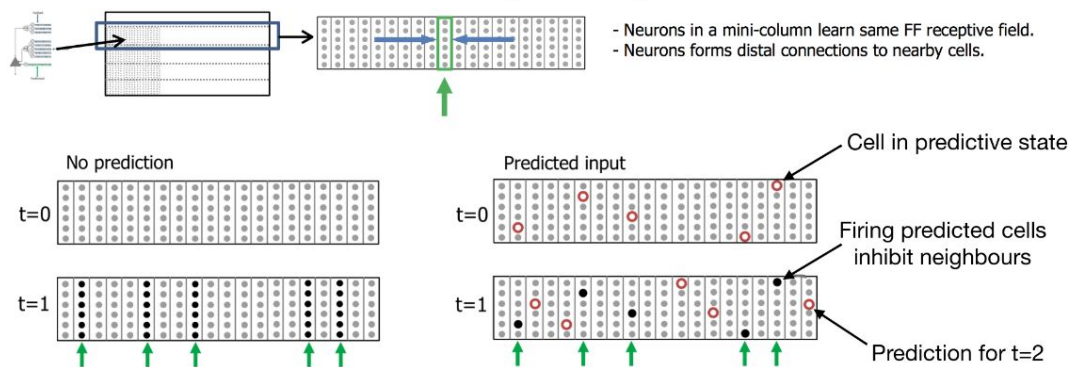 - Neurons in a mini-column learn same FF receptive field.
- Neurons forms distal connections to nearby cells.
No prediction
t=0
t=1
Predicted input
t=0
t=1
Cell in predictive state
Firing predicted cells
inhibit neighbours
Prediction for t=2